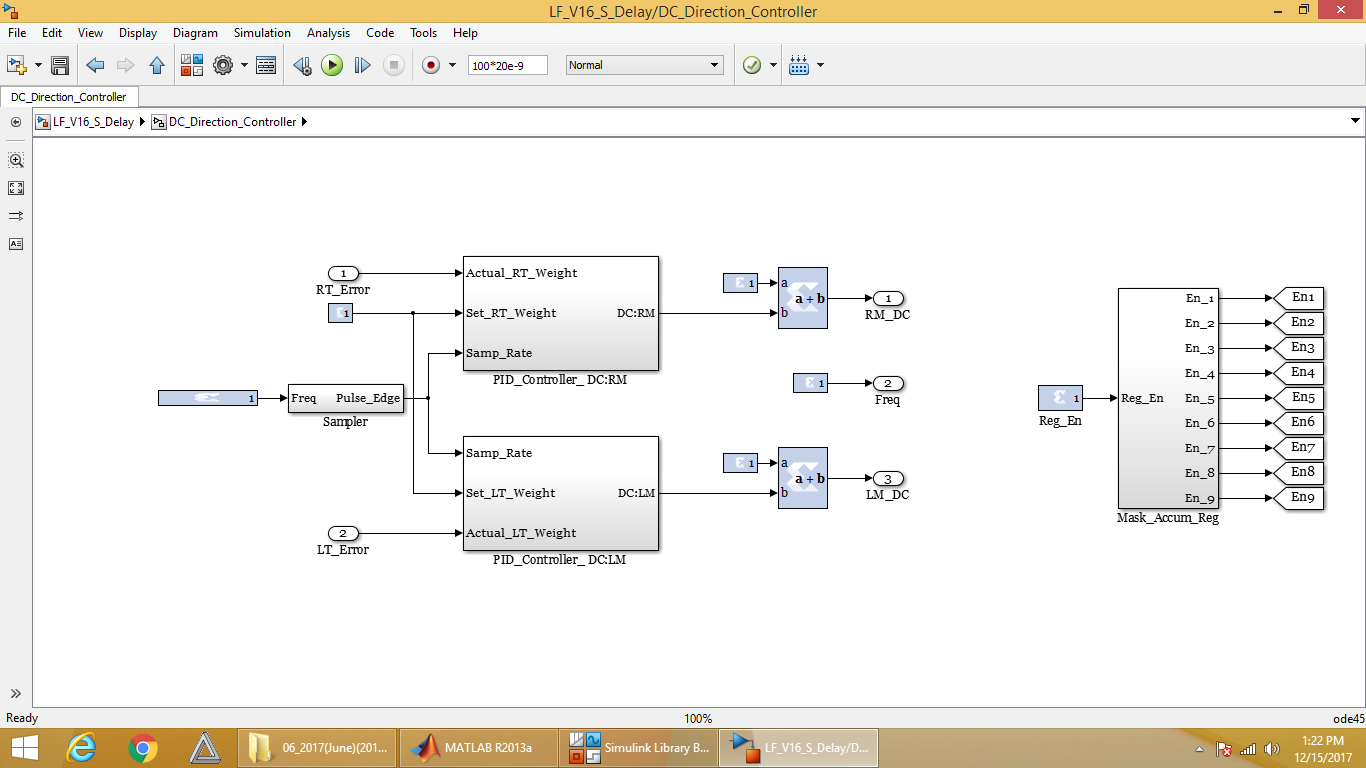 LF_V16_S_Delay/DC_Direction_Controller
File Edit View Display Diagram Simulation Analysis Code Tools Help
100*20e-9 Normal
DC_Direction_Controller
LF_V16_S_Delay DC_Direction_Controller
1
RT_Error
1
Actual_RT_Weight
Set_RT_Weight DC:RM
Samp_Rate
PID_Controller_ DC:RM
1 a
a + b
b
1
RM_DC
1 2
Freq
1 Freq Pulse_Edge
Sampler
Samp_Rate
Set_LT_Weight DC:LM
Actual_LT_Weight
PID_Controller_ DC:LM
2
LT_Error
1 a
a + b
b
3
LM_DC
1
Reg_En
Reg_En
En_1 En1
En_2 En2
En_3 En3
En_4 En4
En_5 En5
En_6 En6
En_7 En7
En_8 En8
En_9 En9
Mask_Accum_Reg
Ready 100% ode45
06_2017(June)(201... MATLAB R2013a Simulink Library B... LF_V16_S_Delay/D...
1:22 PM
12/15/2017